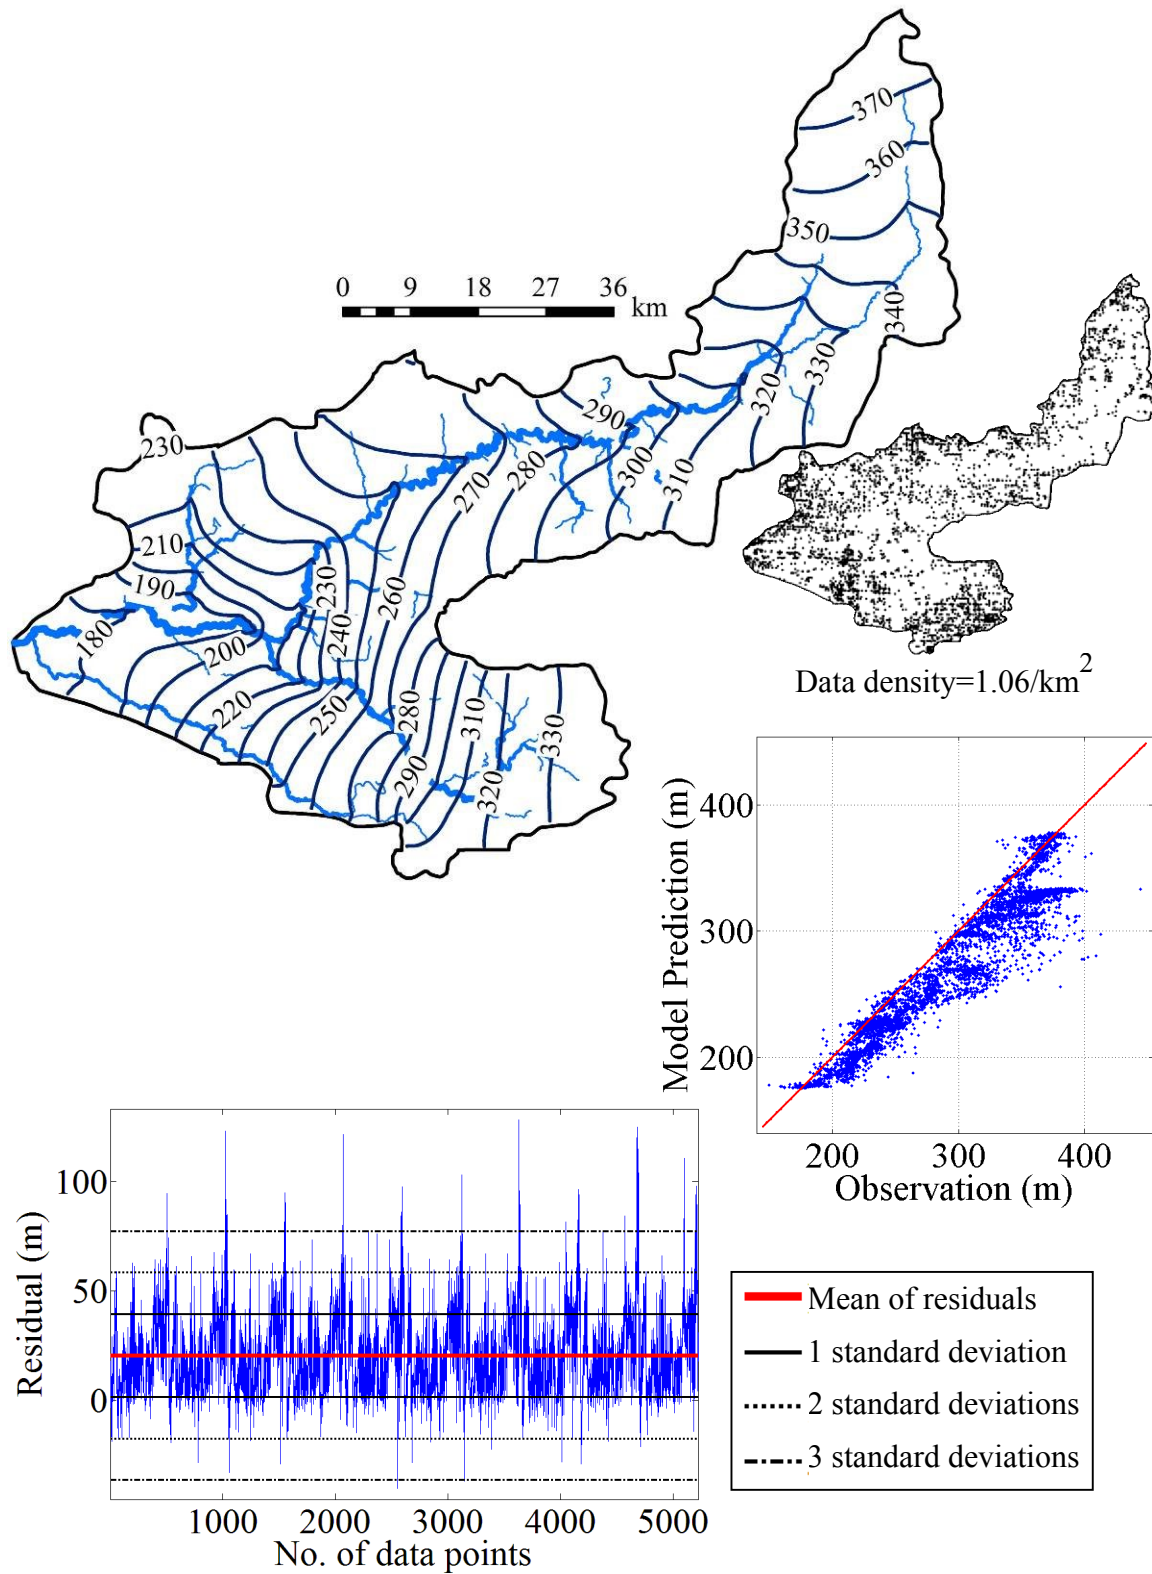 370
360
350
340
0 9 18 27 36
km
330
320
290
300
310
280
270
230
210
190
180
200
220
230
240
250
260
280
290
310
320
330
Data density=1.06/km2
Model Prediction (m)
400
300
200
200 300 400
Observation (m)
Residual (m)
100
50
0
1000 2000 3000 4000 5000
No. of data points
Mean of residuals
1 standard deviation
2 standard deviations
3 standard deviations